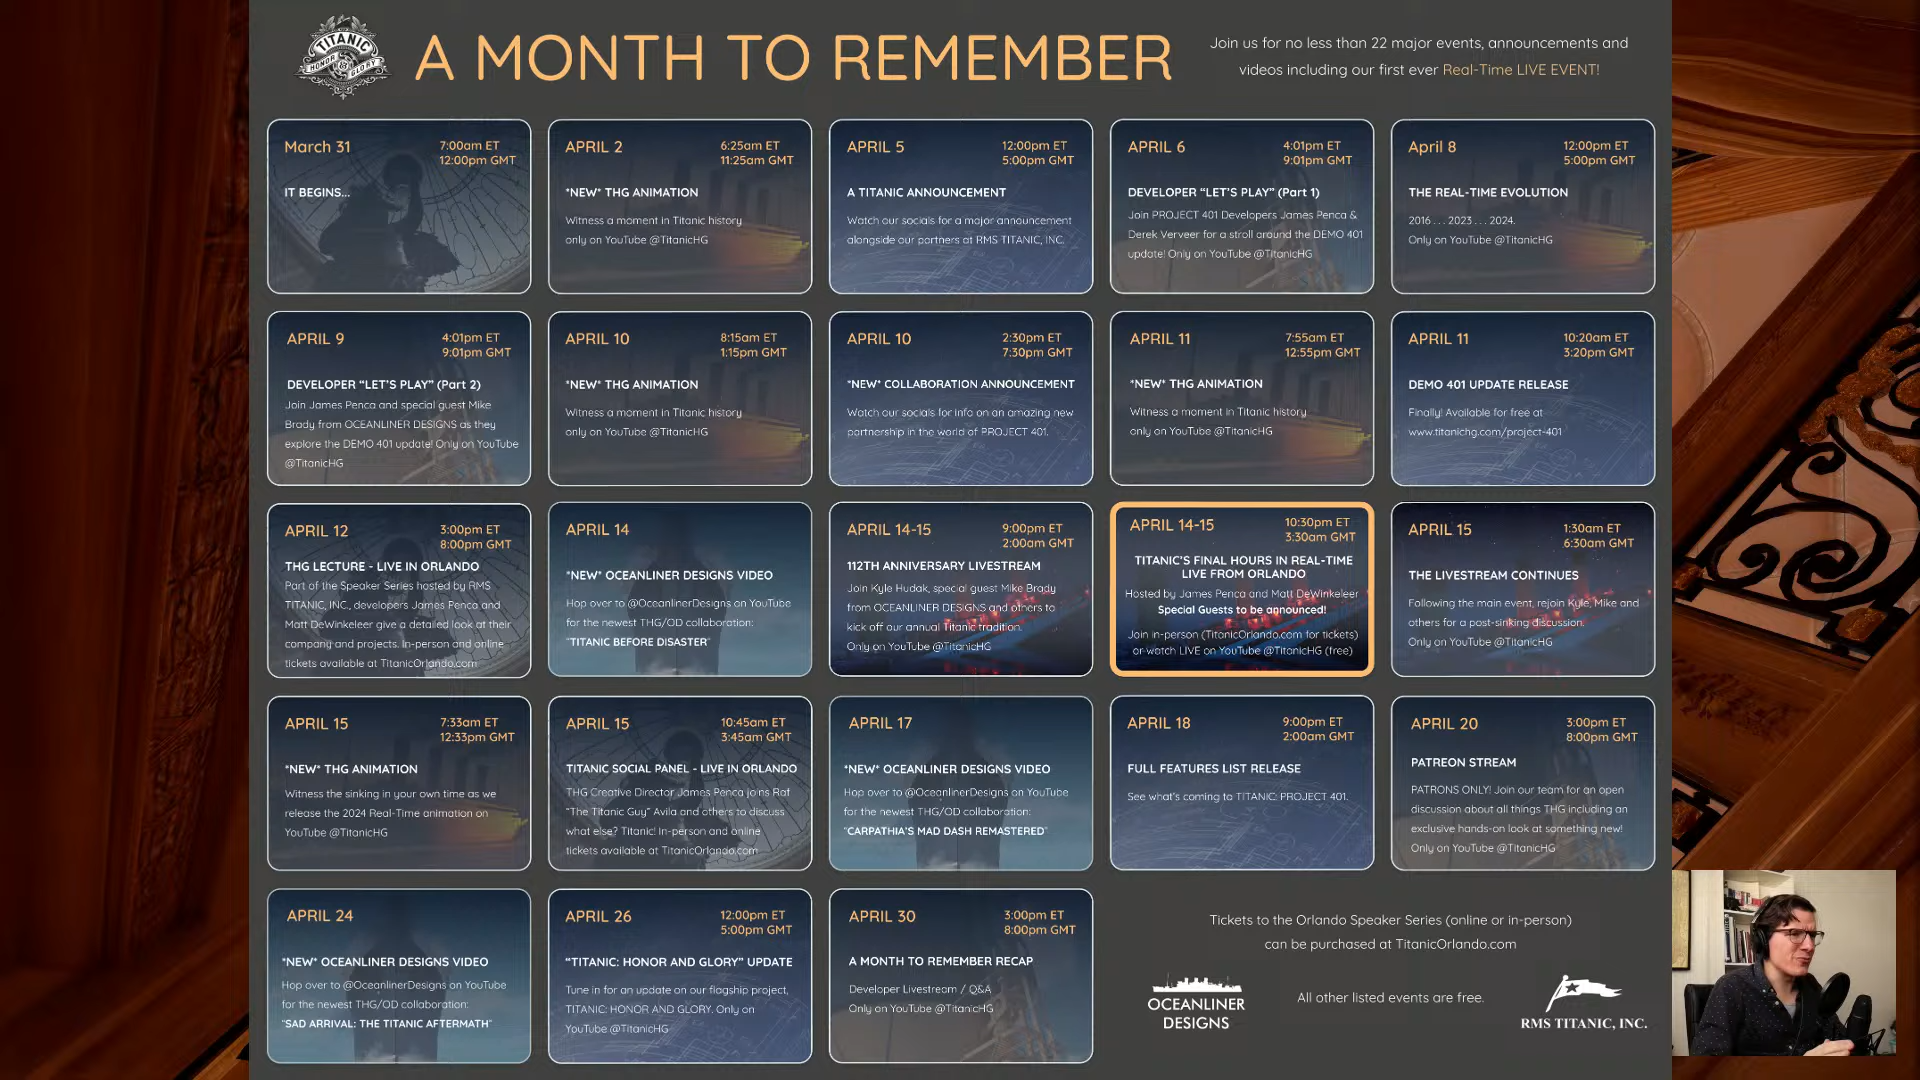 TITANIC
HONOR & GLORY
A MONTH TO REMEMBER
Join us for no less than 22 major events, announcements and
videos including our first ever Real-Time LIVE EVENT!
March 31
7:00am ET
12:00pm GMT
IT BEGINS...
APRIL 2
6:25am ET
11:25am GMT
*NEW* THG ANIMATION
Witness a moment in Titanic history
only on YouTube @TitanicHG
APRIL 5
12:00pm ET
5:00pm GMT
A TITANIC ANNOUNCEMENT
Watch our socials for a major announcement
alongside our partners at RMS TITANIC, INC.
APRIL 6
4:01pm ET
9:01pm GMT
DEVELOPER “LET’S PLAY” (Part 1)
Join PROJECT 401 Developers James Penca &
Derek Verveer for a stroll around the DEMO 401
update! Only on YouTube @TitanicHG
April 8
12:00pm ET
5:00pm GMT
THE REAL-TIME EVOLUTION
2016 . . . 2023 . . . 2024.
Only on YouTube @TitanicHG
APRIL 9
4:01pm ET
9:01pm GMT
DEVELOPER “LET’S PLAY” (Part 2)
Join James Penca and special guest Mike
Brady from OCEANLINER DESIGNS as they
explore the DEMO 401 update! Only on YouTube
@TitanicHG
APRIL 10
8:15am ET
1:15pm GMT
*NEW* THG ANIMATION
Witness a moment in Titanic history
only on YouTube @TitanicHG
APRIL 10
2:30pm ET
7:30pm GMT
*NEW* COLLABORATION ANNOUNCEMENT
Watch our socials for info on an amazing new
partnership in the world of PROJECT 401.
APRIL 11
7:55am ET
12:55pm GMT
*NEW* THG ANIMATION
Witness a moment in Titanic history
only on YouTube @TitanicHG
APRIL 11
10:20am ET
3:20pm GMT
DEMO 401 UPDATE RELEASE
Finally! Available for free at
www.titanichg.com/project-401
APRIL 12
3:00pm ET
8:00pm GMT
THG LECTURE - LIVE IN ORLANDO
Part of the Speaker Series hosted by RMS
TITANIC, INC., developers James Penca and
Matt DeWinkeleer give a detailed look at their
company and projects. In-person and online
tickets available at TitanicOrlando.com
APRIL 14
*NEW* OCEANLINER DESIGNS VIDEO
Hop over to @OceanlinerDesigns on YouTube
for the newest THG/OD collaboration:
“TITANIC BEFORE DISASTER”
APRIL 14-15
9:00pm ET
2:00am GMT
112TH ANNIVERSARY LIVESTREAM
Join Kyle Hudak, special guest Mike Brady
from OCEANLINER DESIGNS and others to
kick off our annual Titanic tradition.
Only on YouTube @TitanicHG
APRIL 14-15
10:30pm ET
3:30am GMT
TITANIC’S FINAL HOURS IN REAL-TIME
LIVE FROM ORLANDO
Hosted by James Penca and Matt DeWinkeleer
Special Guests to be announced!
Join in-person (TitanicOrlando.com for tickets)
or watch LIVE on YouTube @TitanicHG (free)
APRIL 15
1:30am ET
6:30am GMT
THE LIVESTREAM CONTINUES
Following the main event, rejoin Kyle, Mike and
others for a post-sinking discussion.
Only on YouTube @TitanicHG
APRIL 15
7:33am ET
12:33pm GMT
*NEW* THG ANIMATION
Witness the sinking in your own time as we
release the 2024 Real-Time animation on
YouTube @TitanicHG
APRIL 15
10:45am ET
3:45am GMT
TITANIC SOCIAL PANEL - LIVE IN ORLANDO
THG Creative Director James Penca joins Raf
“The Titanic Guy” Avila and others to discuss
what else? Titanic! In-person and online
tickets available at TitanicOrlando.com
APRIL 17
*NEW* OCEANLINER DESIGNS VIDEO
Hop over to @OceanlinerDesigns on YouTube
for the newest THG/OD collaboration:
“CARPATHIA’S MAD DASH REMASTERED”
APRIL 18
9:00pm ET
2:00am GMT
FULL FEATURES LIST RELEASE
See what's coming to TITANIC: PROJECT 401.
APRIL 20
3:00pm ET
8:00pm GMT
PATREON STREAM
PATRONS ONLY! Join our team for an open
discussion about all things THG including an
exclusive hands-on look at something new!
Only on YouTube @TitanicHG
APRIL 24
*NEW* OCEANLINER DESIGNS VIDEO
Hop over to @OceanlinerDesigns on YouTube
for the newest THG/OD collaboration:
“SAD ARRIVAL: THE TITANIC AFTERMATH”
APRIL 26
12:00pm ET
5:00pm GMT
“TITANIC: HONOR AND GLORY” UPDATE
Tune in for an update on our flagship project,
TITANIC: HONOR AND GLORY. Only on
YouTube @TitanicHG
APRIL 30
3:00pm ET
8:00pm GMT
A MONTH TO REMEMBER RECAP
Developer Livestream / Q&A
Only on YouTube @TitanicHG
Tickets to the Orlando Speaker Series (online or in-person)
can be purchased at TitanicOrlando.com
OCEANLINER
DESIGNS
All other listed events are free.
RMS TITANIC, INC.